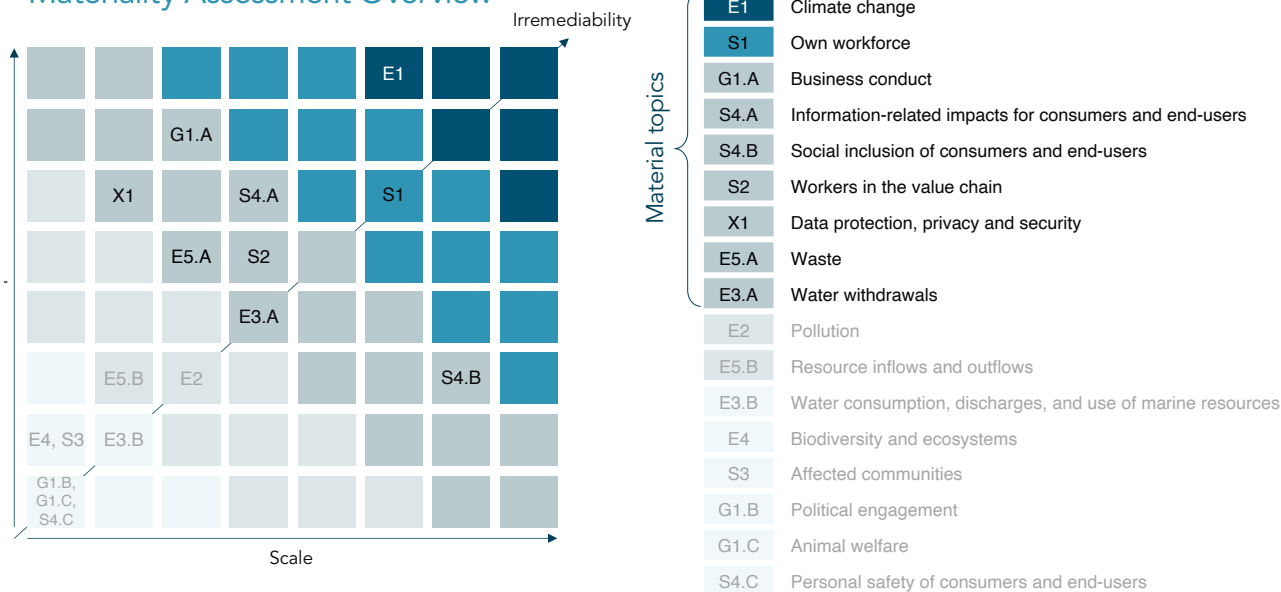 Materiality Assessment Overview
Irremediability
E1
G1.A
X1
S4.A
S1
E5.A
S2
E3.A
E5.B
E2
S4.B
E4, S3
E3.B
G1.B,
G1.C,
S4.C
Scale
Material topics
E1 Climate change
S1 Own workforce
G1.A Business conduct
S4.A Information-related impacts for consumers and end-users
S4.B Social inclusion of consumers and end-users
S2 Workers in the value chain
X1 Data protection, privacy and security
E5.A Waste
E3.A Water withdrawals
E2 Pollution
E5.B Resource inflows and outflows
E3.B Water consumption, discharges, and use of marine resources
E4 Biodiversity and ecosystems
S3 Affected communities
G1.B Political engagement
G1.C Animal welfare
S4.C Personal safety of consumers and end-users